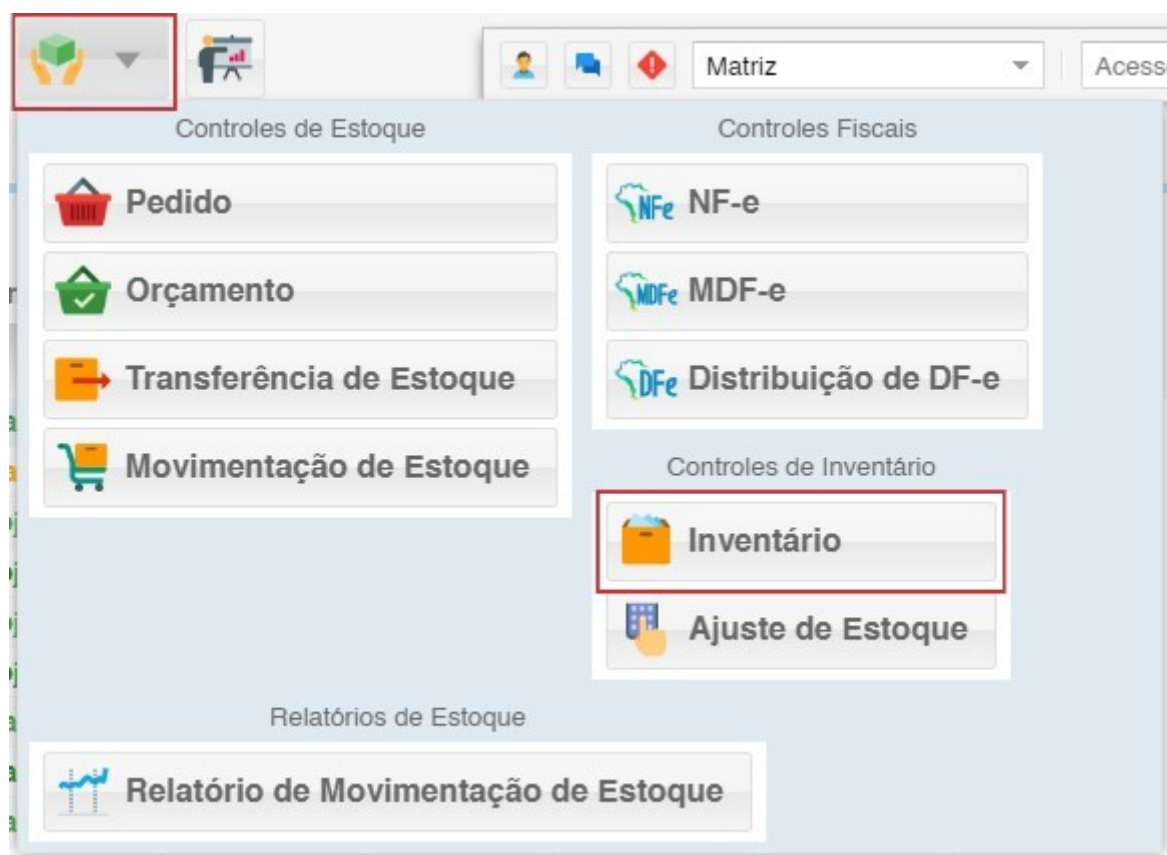 Matriz
Acess
Controles de Estoque
Pedido
Orçamento
Transferência de Estoque
Movimentação de Estoque
Controles Fiscais
NFe NF-e
MDFe MDF-e
DFe Distribuição de DF-e
Controles de Inventário
Inventário
Ajuste de Estoque
Relatórios de Estoque
Relatório de Movimentação de Estoque